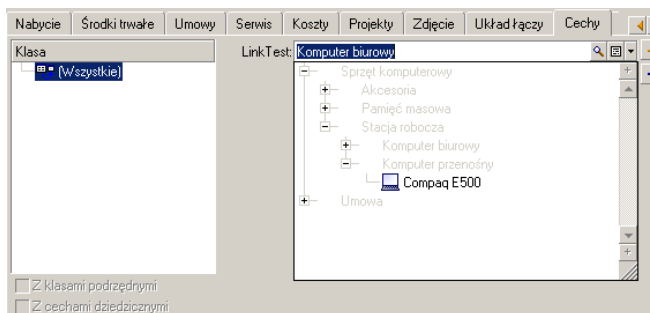 Nabycie Środki trwałe Umowy Serwis Koszty Projekty Zdjęcie Układ łączy Cechy
Klasa
(Wszystkie)
LinkTest: Komputer biurowy
Sprzęt komputerowy
Akcesoria
Pamięć masowa
Stacja robocza
Komputer biurowy
Komputer przenośny
Compaq E500
Umowa
Z klasami podrzędnymi
Z cechami dziedzicznymi